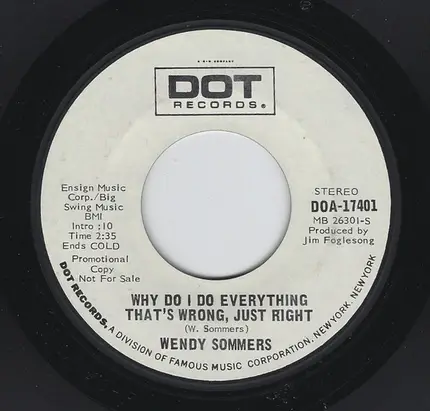 A G+W COMPANY
DOT
RECORDS®
Ensign Music
Corp./Big
Swing Music
BMI
Intro :10
Time 2:35
Ends COLD
Promotional
Copy
Not For Sale
STEREO
DOA-17401
MB 26301-S
Produced by
Jim Foglesong
WHY DO I DO EVERYTHING
THAT'S WRONG, JUST RIGHT
(W. Sommers)
WENDY SOMMERS
DOT RECORDS, A DIVISION OF FAMOUS MUSIC CORPORATION, NEW YORK, NEW YORK